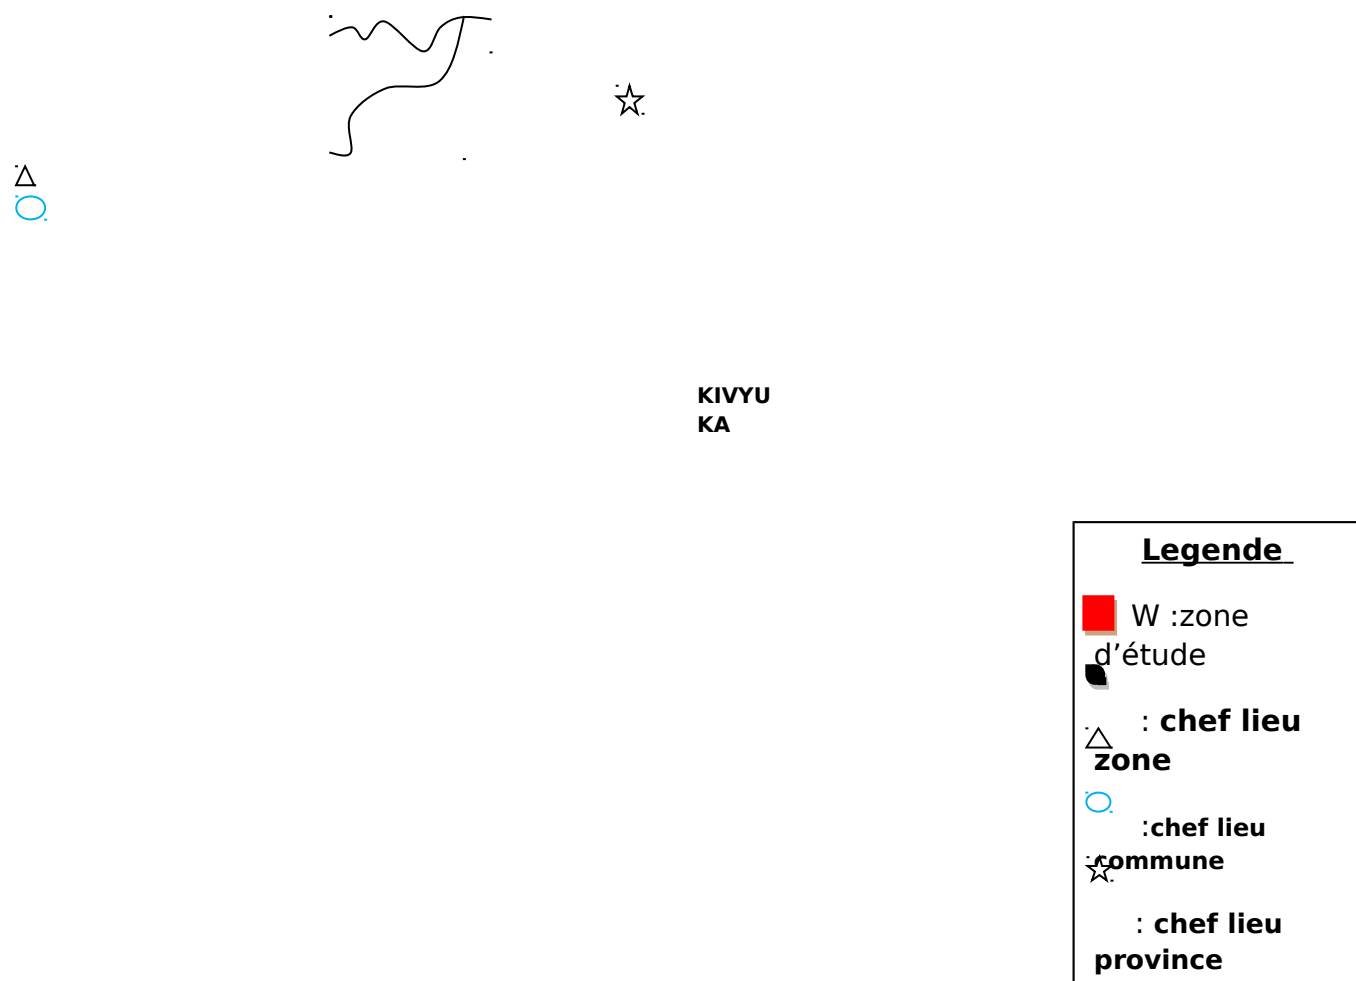 KIVYU
KA
Legende
W :zone
d’étude
: chef lieu
zone
:chef lieu
commune
: chef lieu
province